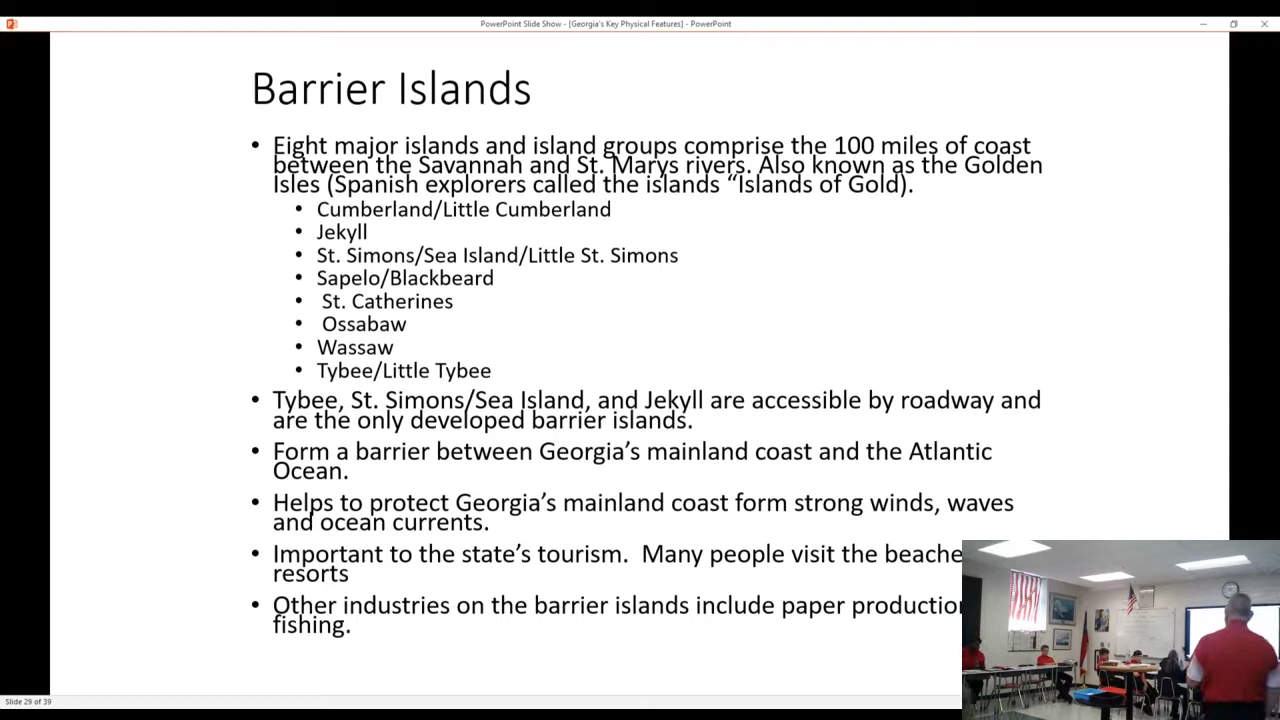 PowerPoint Slide Show - [Georgia's Key Physical Features] - PowerPoint
Barrier Islands
• Eight major islands and island groups comprise the 100 miles of coast
between the Savannah and St. Marys rivers. Also known as the Golden
Isles (Spanish explorers called the islands “Islands of Gold).
• Cumberland/Little Cumberland
• Jekyll
• St. Simons/Sea Island/Little St. Simons
• Sapelo/Blackbeard
• St. Catherines
• Ossabaw
• Wassaw
• Tybee/Little Tybee
• Tybee, St. Simons/Sea Island, and Jekyll are accessible by roadway and
are the only developed barrier islands.
• Form a barrier between Georgia’s mainland coast and the Atlantic
Ocean.
• Helps to protect Georgia’s mainland coast form strong winds, waves
and ocean currents.
• Important to the state’s tourism.  Many people visit the beache
resorts
• Other industries on the barrier islands include paper production
fishing.
Slide 29 of 39